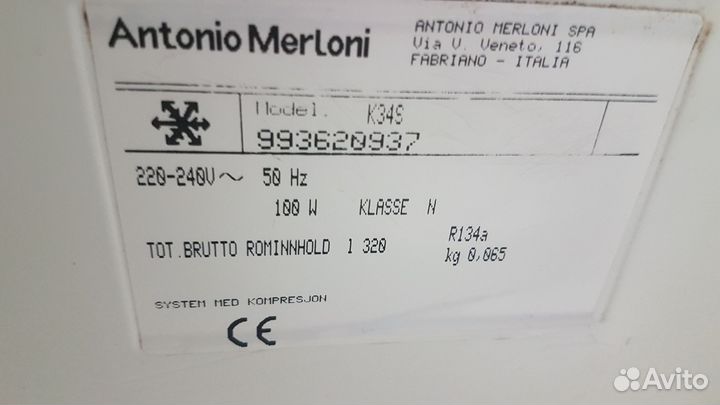 Antonio Merloni
ANTONIO MERLONI SPA
Via V. Veneto, 116
FABRIANO - ITALIA
Model. K34S
993620937
220-240V~ 50 Hz
100 W KLASSE N
TOT.BRUTTO ROMINNHOLD l 320
R134a
kg 0,065
SYSTEM MED KOMPRESJON
CE
Avito